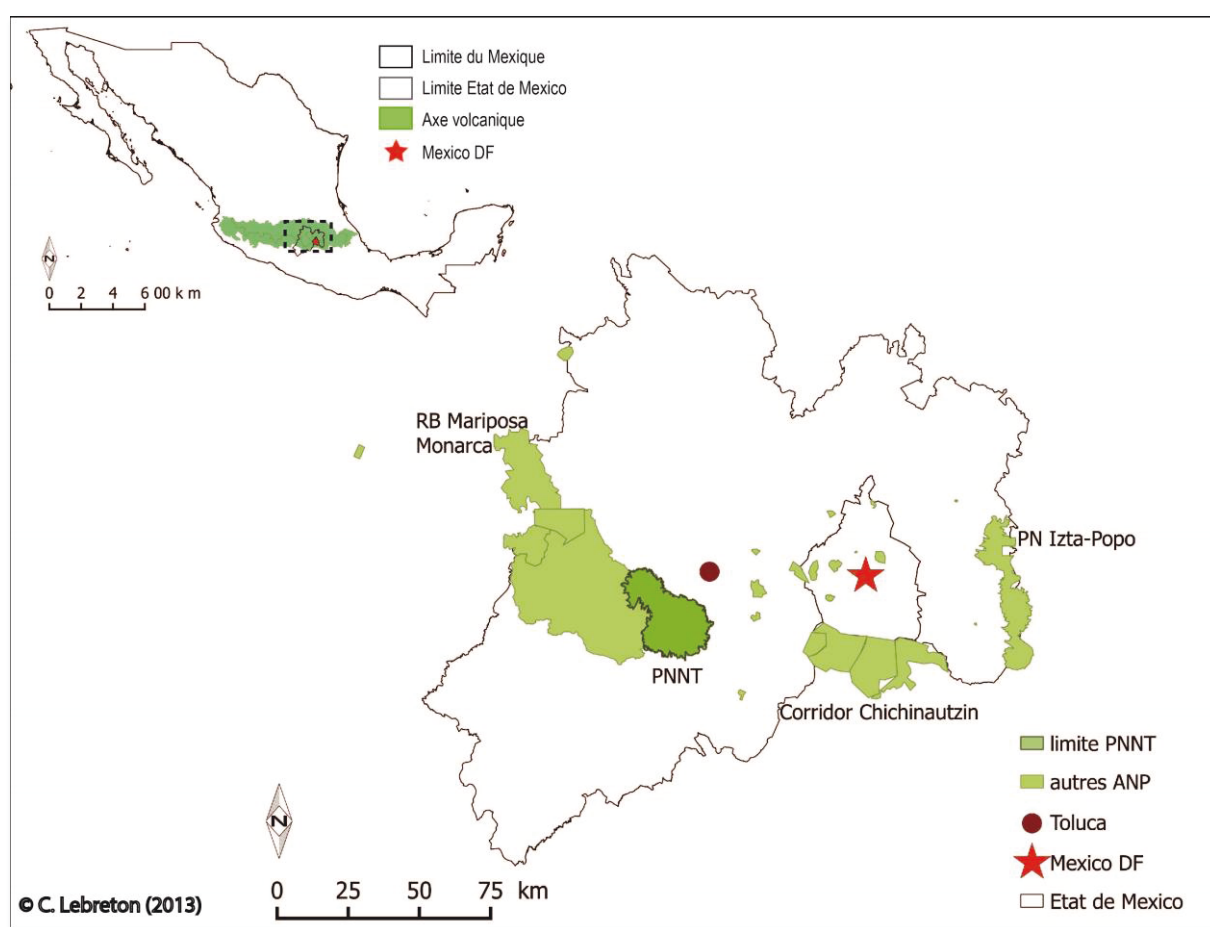 Limite du Mexique
Limite Etat de Mexico
Axe volcanique
Mexico DF
N
0 2 4 6 00 k m
RB Mariposa
Monarca
PN Izta-Popo
PNNT
Corridor Chichinautzin
limite PNNT
autres ANP
Toluca
Mexico DF
Etat de Mexico
N
0 25 50 75 km
© C. Lebreton (2013)